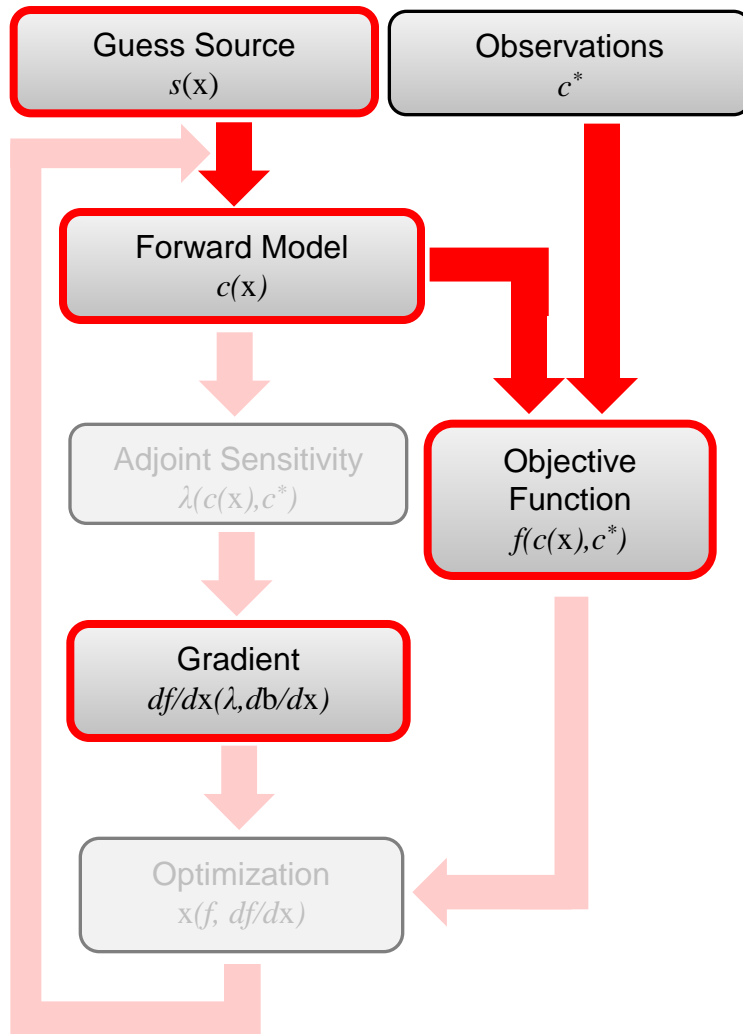 Guess Source
s(x)
Observations
c*
Forward Model
c(x)
Adjoint Sensitivity
λ(c(x),c*)
Objective
Function
f(c(x),c*)
Gradient
df/dx(λ,db/dx)
Optimization
x(f, df/dx)